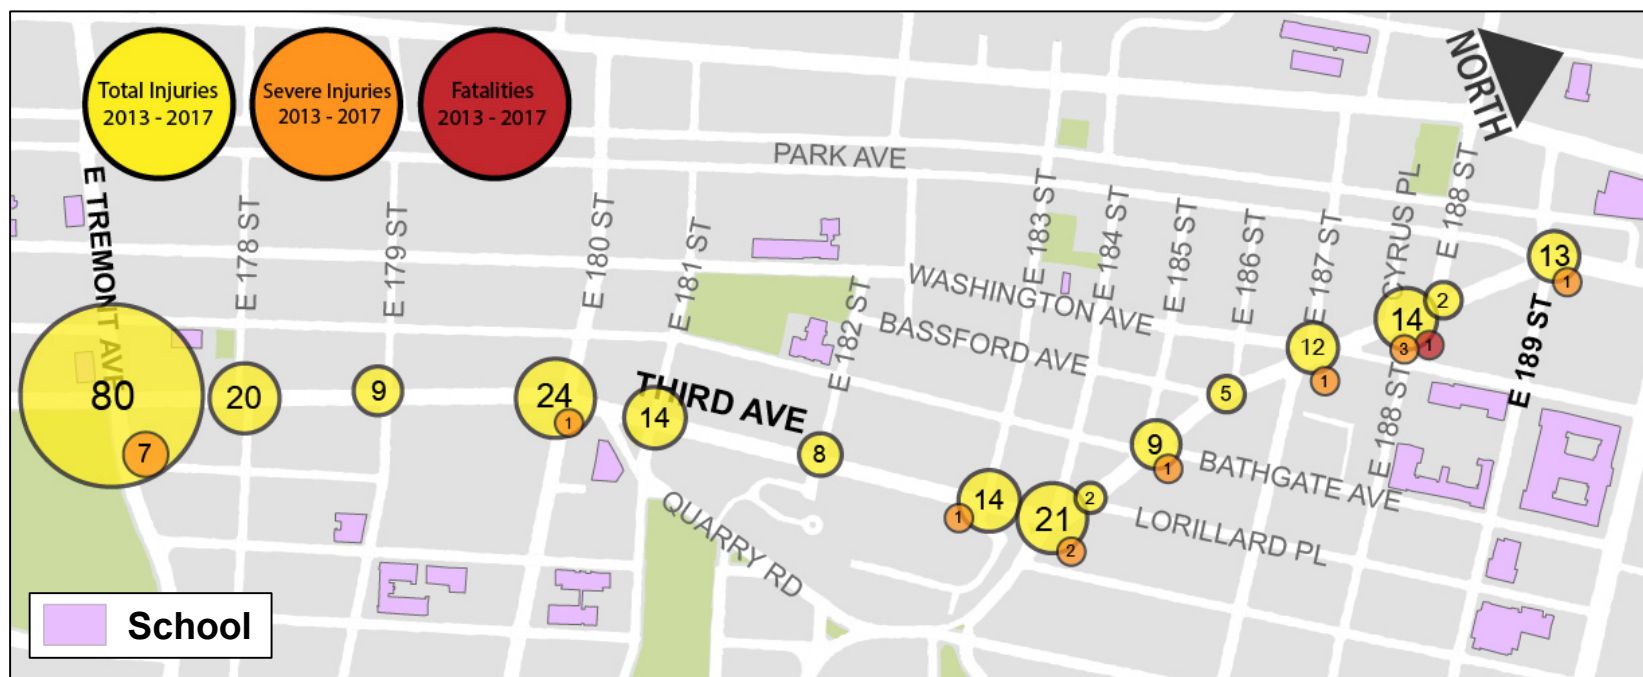 Total Injuries
2013 - 2017
Severe Injuries
2013 - 2017
Fatalities
2013 - 2017
NORTH
PARK AVE
E TREMONT AVE
E 178 ST
E 179 ST
E 180 ST
E 181 ST
E 182 ST
E 183 ST
E 184 ST
E 185 ST
E 186 ST
E 187 ST
CYRUS PL
E 188 ST
WASHINGTON AVE
BASSFORD AVE
THIRD AVE
E 188 ST
E 189 ST
BATHGATE AVE
LORILLARD PL
QUARRY RD
80
7
20
9
24
1
14
8
14
1
21
2
2
9
1
5
12
1
14
2
3
1
13
1
School